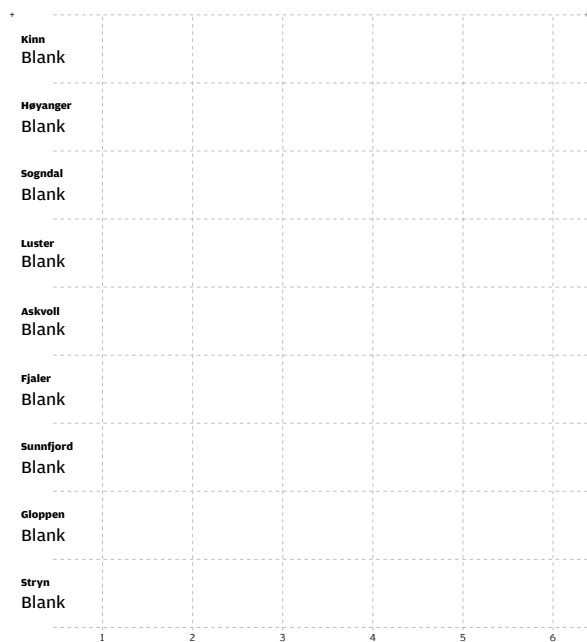 Kinn
Blank
Høyanger
Blank
Sogndal
Blank
Luster
Blank
Askvoll
Blank
Fjaler
Blank
Sunnfjord
Blank
Gloppen
Blank
Stryn
Blank
1 2 3 4 5 6